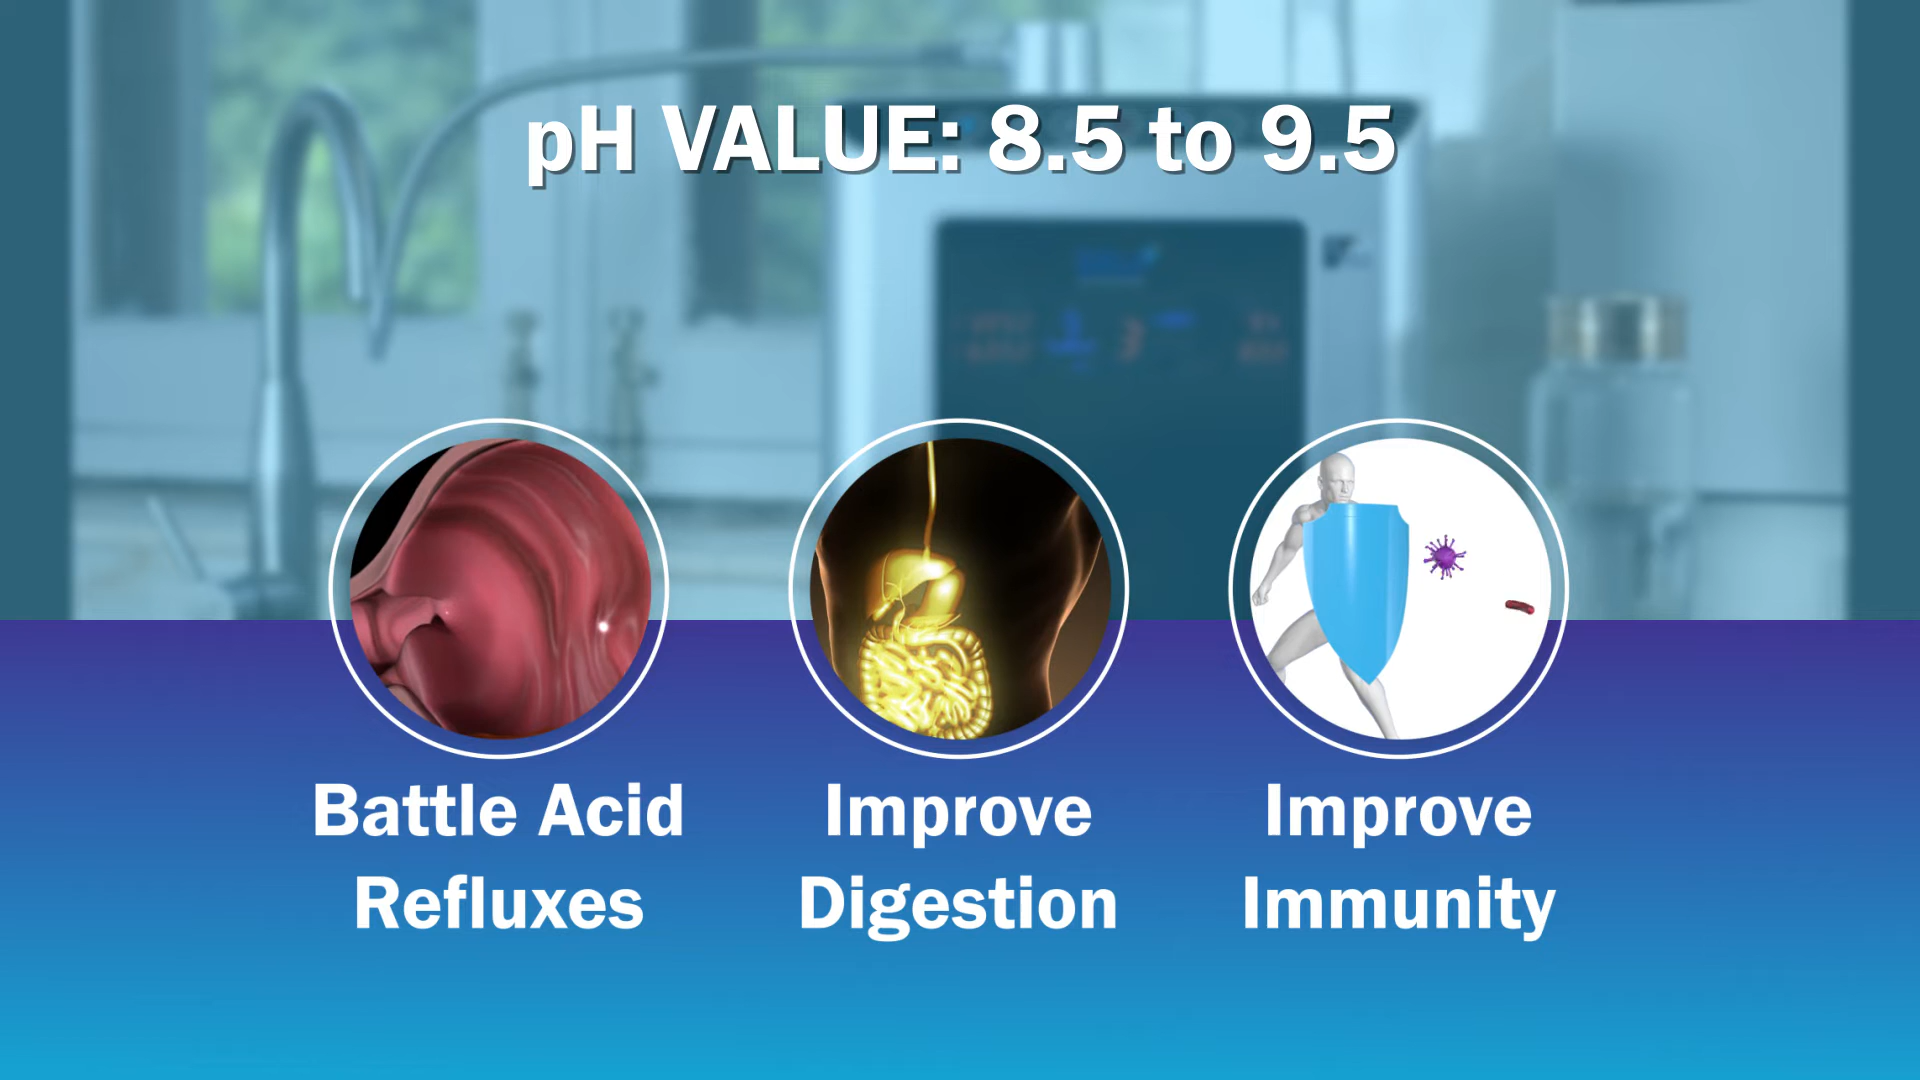 pH VALUE: 8.5 to 9.5
Battle Acid
Refluxes
Improve
Digestion
Improve
Immunity